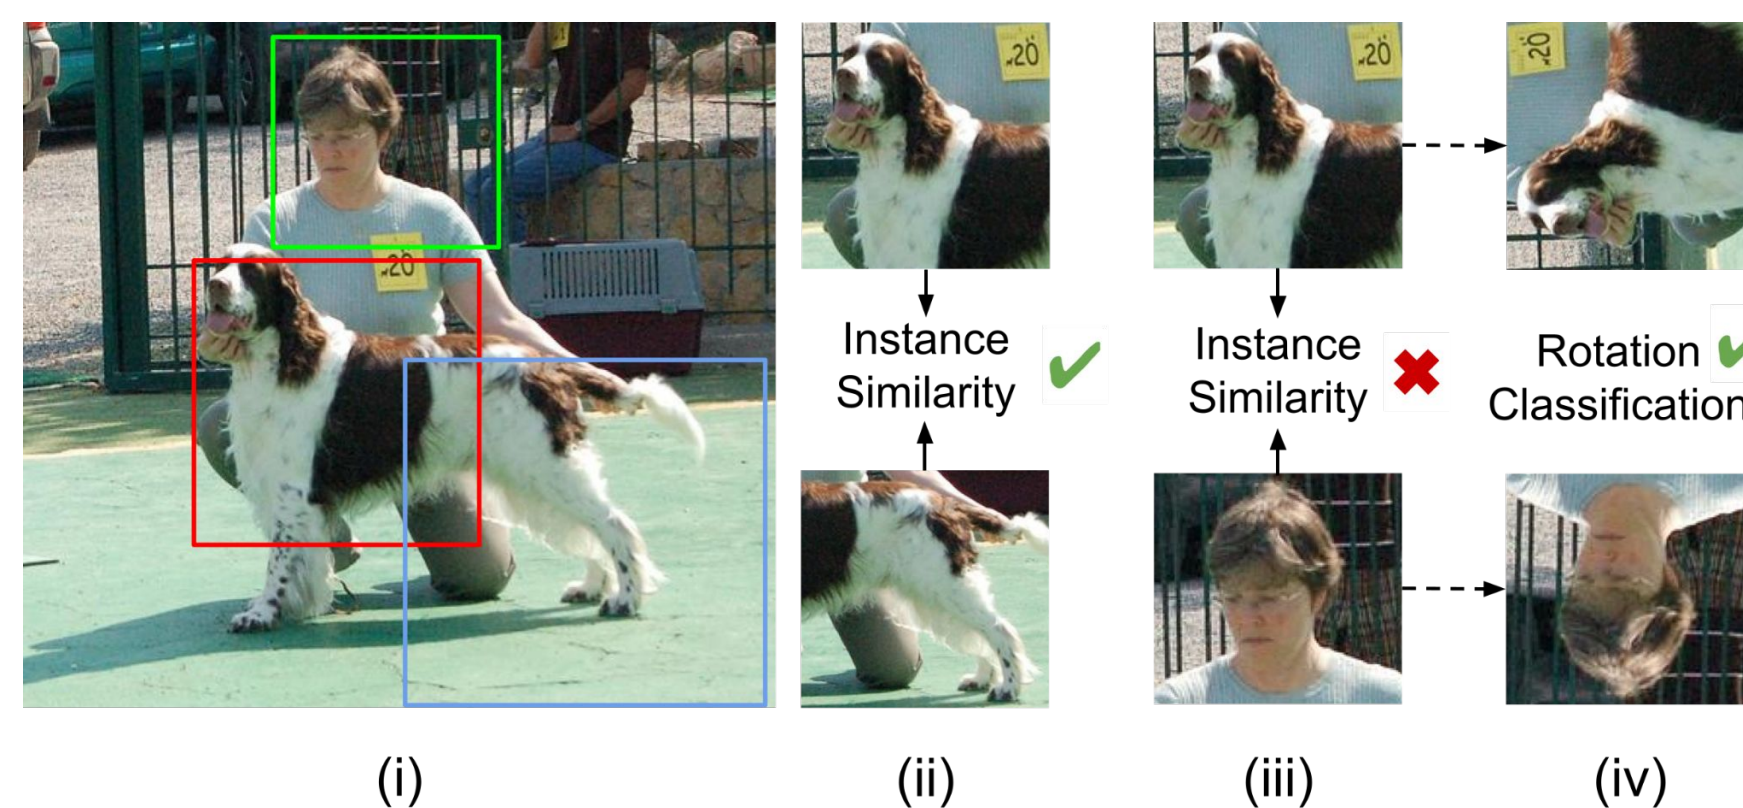 20
20
20
20
Instance
Similarity
Instance
Similarity
Rotation
Classification
(i)
(ii)
(iii)
(iv)